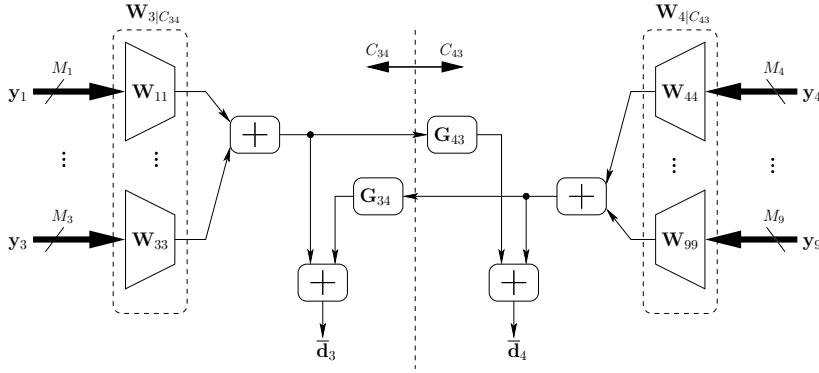 W₃|C₃₄
W₄|C₄₃
C₃₄ C₄₃
M₁
M₄
y₁
W₁₁
W₄₄
y₄
+
G₄₃
⋮ ⋮
⋮ ⋮
G₃₄
+
M₃
M₉
y₃
W₃₃
W₉₉
y₉
+
+
d̅₃
d̅₄